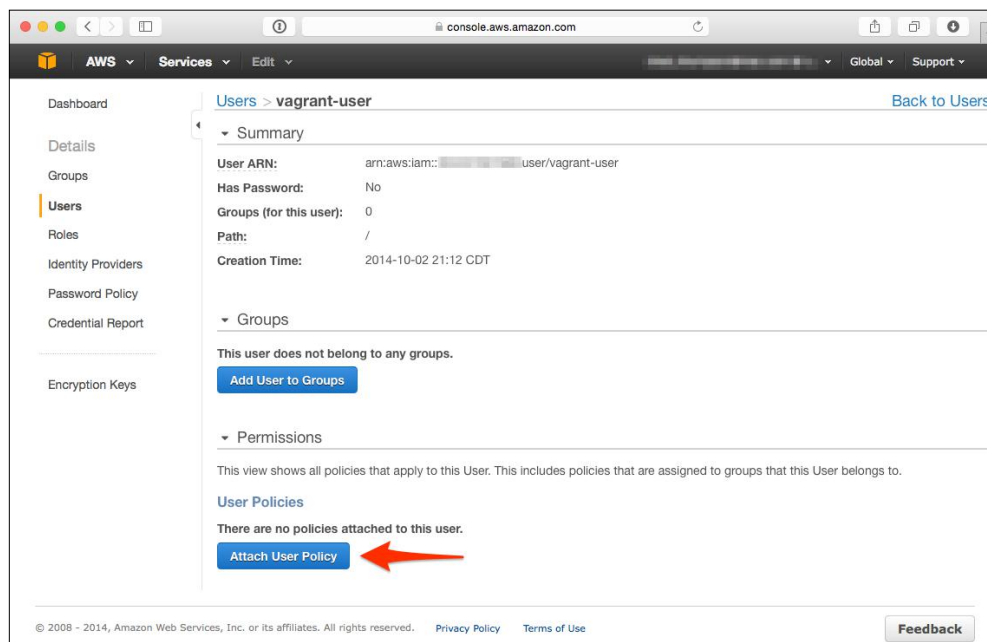 console.aws.amazon.com
AWS Services Edit Global Support
Dashboard
Details
Groups
Users
Roles
Identity Providers
Password Policy
Credential Report
Encryption Keys
Users > vagrant-user Back to Users
Summary
User ARN: arn:aws:iam:: user/vagrant-user
Has Password: No
Groups (for this user): 0
Path: /
Creation Time: 2014-10-02 21:12 CDT
Groups
This user does not belong to any groups.
Add User to Groups
Permissions
This view shows all policies that apply to this User. This includes policies that are assigned to groups that this User belongs to.
User Policies
There are no policies attached to this user.
Attach User Policy
© 2008 - 2014, Amazon Web Services, Inc. or its affiliates. All rights reserved. Privacy Policy Terms of Use Feedback